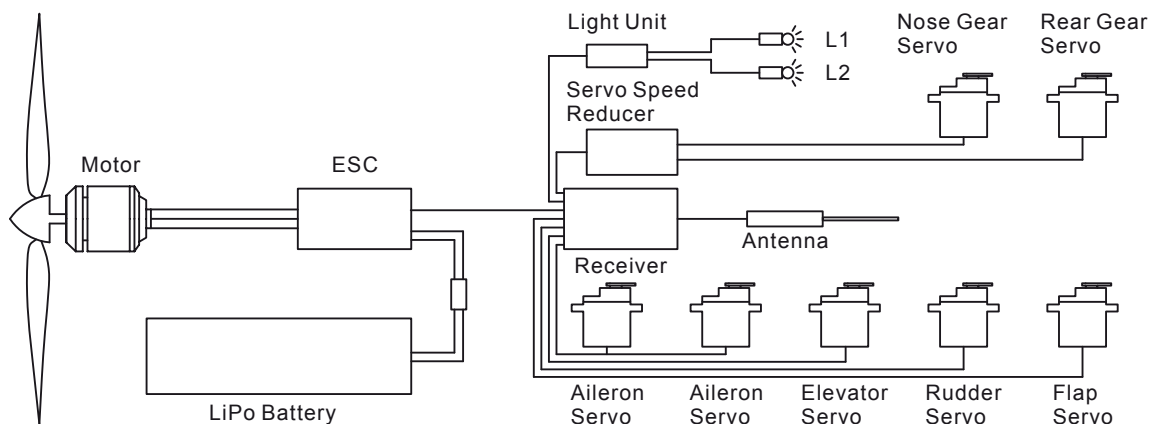 Light Unit
L1
L2
Nose Gear
Servo
Rear Gear
Servo
Servo Speed
Reducer
Motor
ESC
Antenna
Receiver
LiPo Battery
Aileron
Servo
Aileron
Servo
Elevator
Servo
Rudder
Servo
Flap
Servo